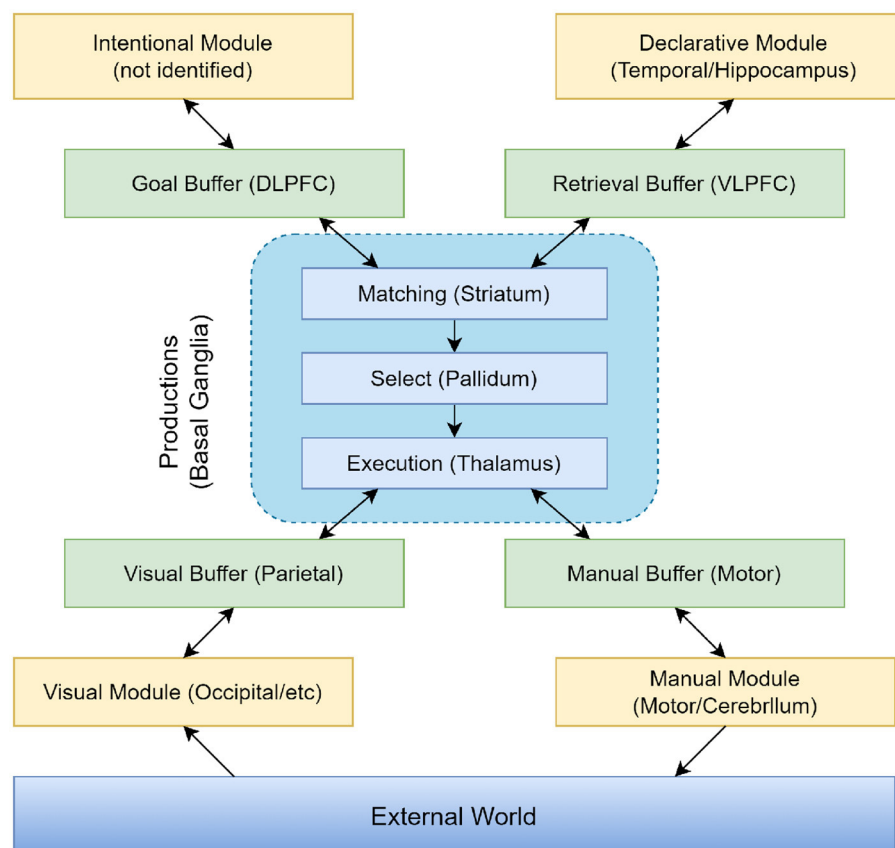 Intentional Module
(not identified)
Declarative Module
(Temporal/Hippocampus)
Goal Buffer (DLPFC)
Retrieval Buffer (VLPFC)
Productions
(Basal Ganglia)
Matching (Striatum)
Select (Pallidum)
Execution (Thalamus)
Visual Buffer (Parietal)
Manual Buffer (Motor)
Visual Module (Occipital/etc)
Manual Module
(Motor/Cerebrllum)
External World